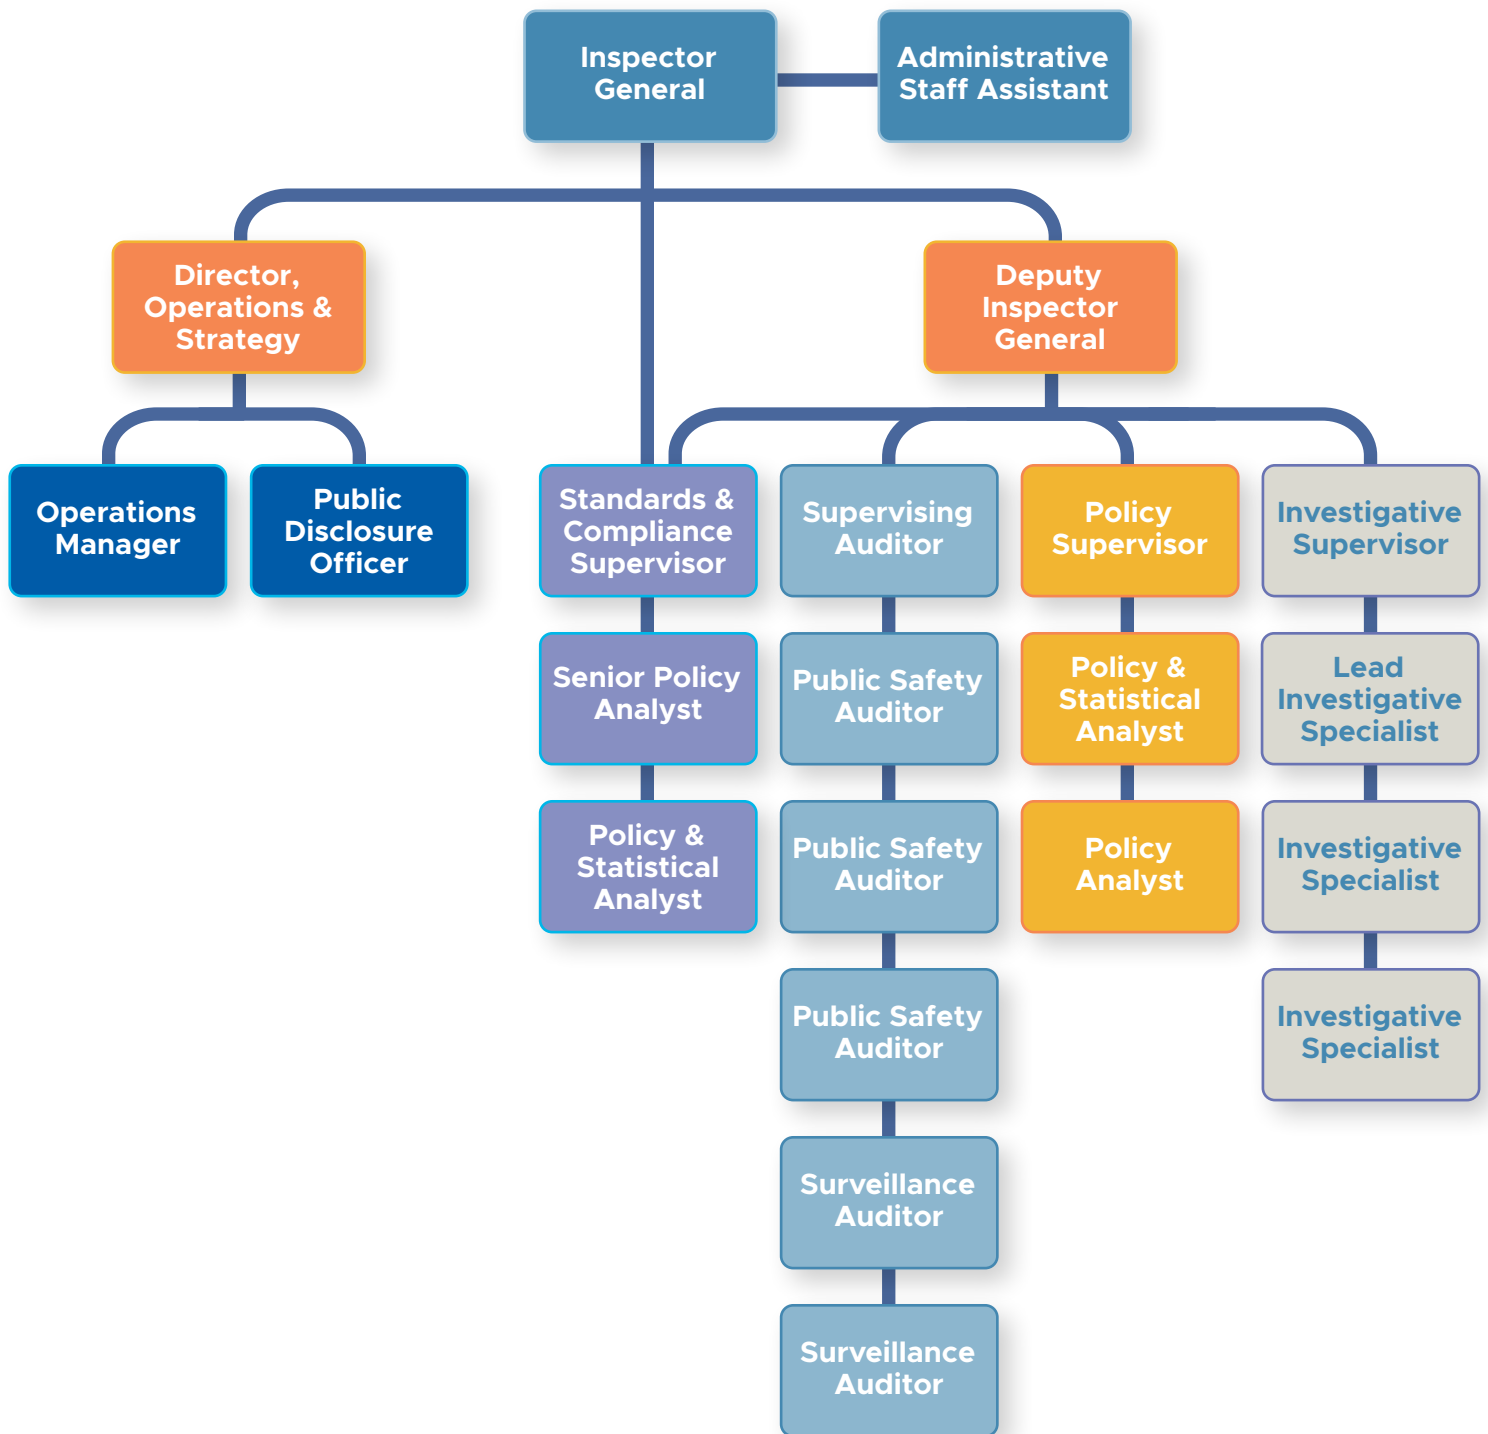 Inspector
General
Administrative
Staff Assistant
Director,
Operations &
Strategy
Deputy
Inspector
General
Operations
Manager
Public
Disclosure
Officer
Standards &
Compliance
Supervisor
Supervising
Auditor
Policy
Supervisor
Investigative
Supervisor
Senior Policy
Analyst
Public Safety
Auditor
Policy &
Statistical
Analyst
Lead
Investigative
Specialist
Policy &
Statistical
Analyst
Public Safety
Auditor
Policy
Analyst
Investigative
Specialist
Public Safety
Auditor
Investigative
Specialist
Surveillance
Auditor
Surveillance
Auditor